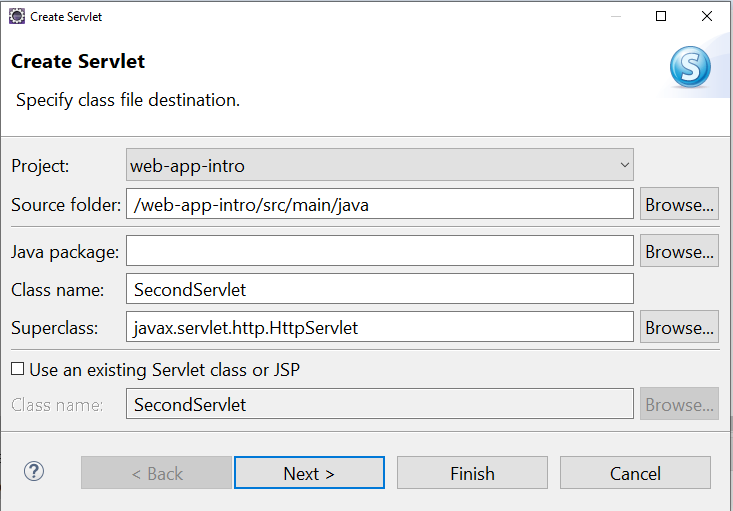 Create Servlet
Create Servlet
Specify class file destination.
S
Project: web-app-intro
Source folder: /web-app-intro/src/main/java Browse...
Java package: Browse...
Class name: SecondServlet
Superclass: javax.servlet.http.HttpServlet Browse...
Use an existing Servlet class or JSP
Class name: SecondServlet Browse...
? < Back Next > Finish Cancel